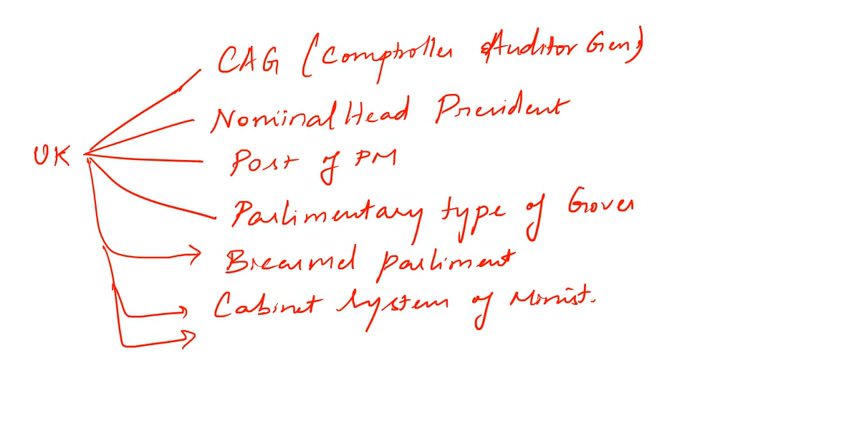 CAG (Comptroller & Auditor Gen)
Nominal Head President
UK
Post of PM
Parlimentary type of Gover
Bicarmel parliment
Cabinet System of Minist.